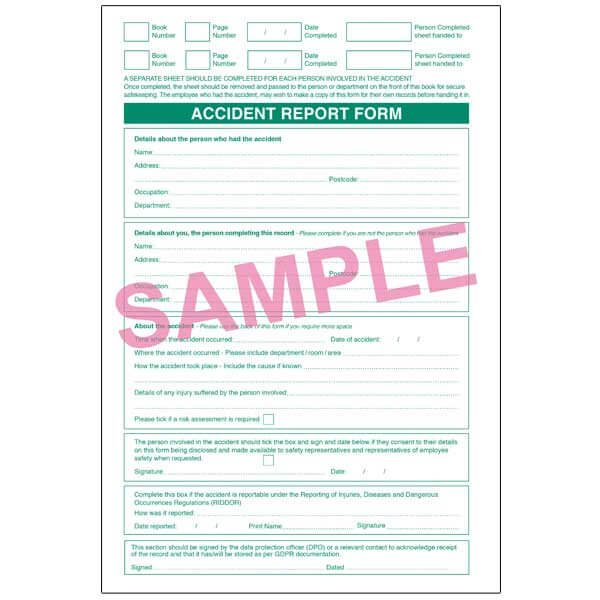 Book Number
Page Number
/ /
Date Completed
Person Completed sheet handed to
Book Number
Page Number
/ /
Date Completed
Person Completed sheet handed to
A SEPARATE SHEET SHOULD BE COMPLETED FOR EACH PERSON INVOLVED IN THE ACCIDENT
Once completed, the sheet should be removed and passed to the person or department on the front of this book for secure
safekeeping. The employee who had the accident, may wish to make a copy of this form for their own records before handing it in.
ACCIDENT REPORT FORM
Details about the person who had the accident
Name:
Address:
Postcode:
Occupation:
Department:
Details about you, the person completing this record - Please complete if you are not the person who had the accident
Name:
Address:
Postcode:
Occupation:
Department:
SAMPLE
About the accident - Please use the back of this form if you require more space
Time when the accident occurred: Date of accident: / /
Where the accident occurred - Please include department / room / area
How the accident took place - Include the cause if known
Details of any injury suffered by the person involved:
Please tick if a risk assessment is required
The person involved in the accident should tick the box and sign and date below if they consent to their details
on this form being disclosed and made available to safety representatives and representatives of employee
safety when requested.
Signature: Date: / /
Complete this box if the accident is reportable under the Reporting of Injuries, Diseases and Dangerous
Occurrences Regulations (RIDDOR)
How was it reported:
Date reported: / / Print Name Signature
This section should be signed by the data protection officer (DPO) or a relevant contact to acknowledge receipt
of the record and that it has/will be stored as per GDPR documentation.
Signed Dated